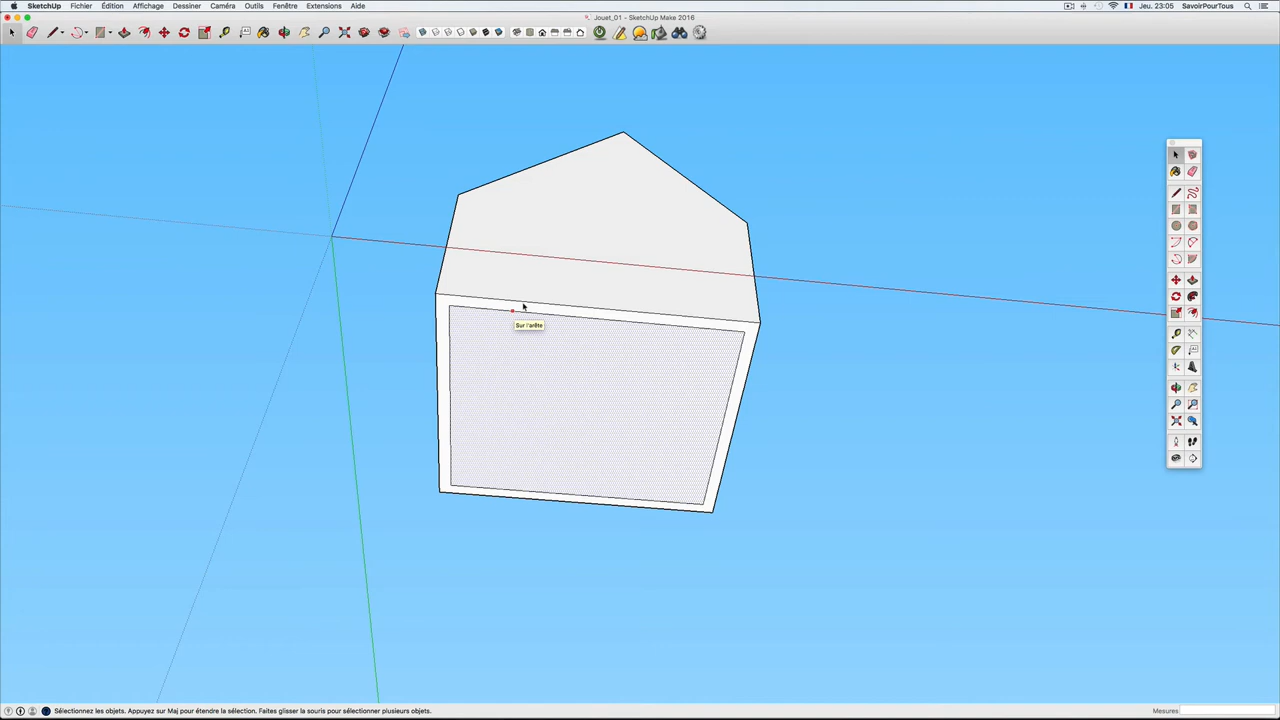 SketchUp Fichier Édition Affichage Dessiner Caméra Outils Fenêtre Extensions Aide Jeu. 23:05 SavoirPourTous
Jouet_01 - SketchUp Make 2016
Sur l'arête
Sélectionnez les objets. Appuyez sur Maj pour étendre la sélection. Faites glisser la souris pour sélectionner plusieurs objets. Mesures